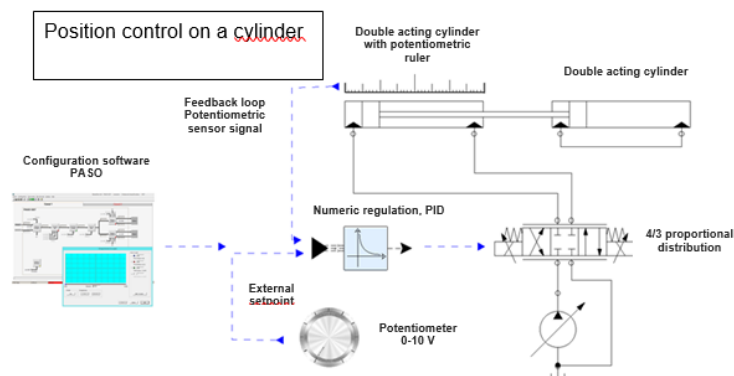 Position control on a cylinder
Double acting cylinder
with potentiometric
ruler
Double acting cylinder
Feedback loop
Potentiometric
sensor signal
Configuration software
PASO
Numeric regulation, PID
4/3 proportional
distribution
External
setpoint
Potentiometer
0-10 V